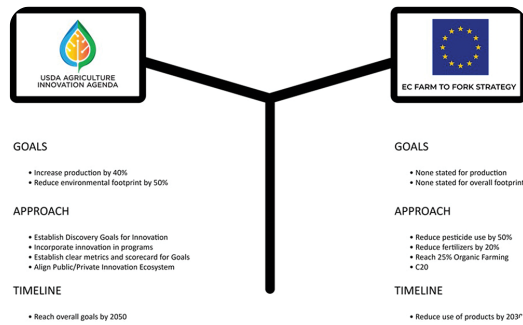 USDA AGRICULTURE
INNOVATION AGENDA
GOALS
• Increase production by 40%
• Reduce environmental footprint by 50%
APPROACH
• Establish Discovery Goals for Innovation
• Incorporate innovation in programs
• Establish clear metrics and scorecard for Goals
• Align Public/Private Innovation Ecosystem
TIMELINE
• Reach overall goals by 2050
EC FARM TO FORK STRATEGY
GOALS
• None stated for production
• None stated for overall footprint
APPROACH
• Reduce pesticide use by 50%
• Reduce fertilizers by 20%
• Reach 25% Organic Farming
• C20
TIMELINE
• Reduce use of products by